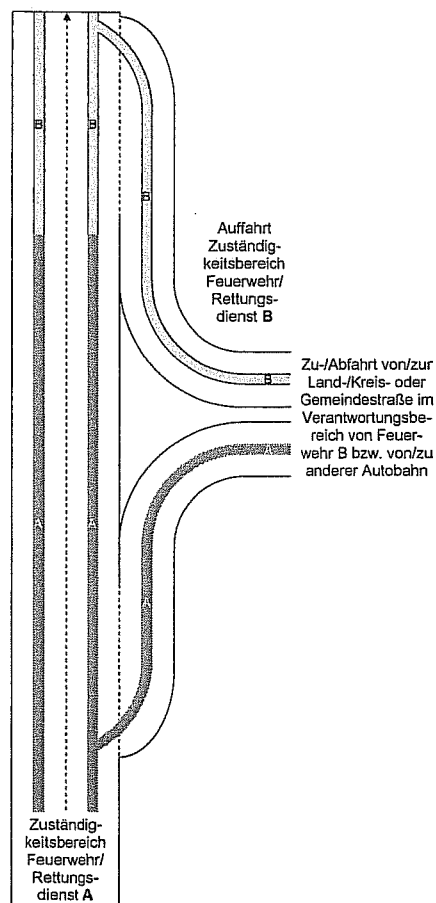 B
B
B
Auffahrt
Zuständig-
keitsbereich
Feuerwehr/
Rettungs-
dienst B
B
Zu-/Abfahrt von/zur
Land-/Kreis- oder
Gemeindestraße im
Verantwortungsbe-
reich von Feuer-
wehr B bzw. von/zu
anderer Autobahn
A
A
A
A
Zuständig-
keitsbereich
Feuerwehr/
Rettungs-
dienst A